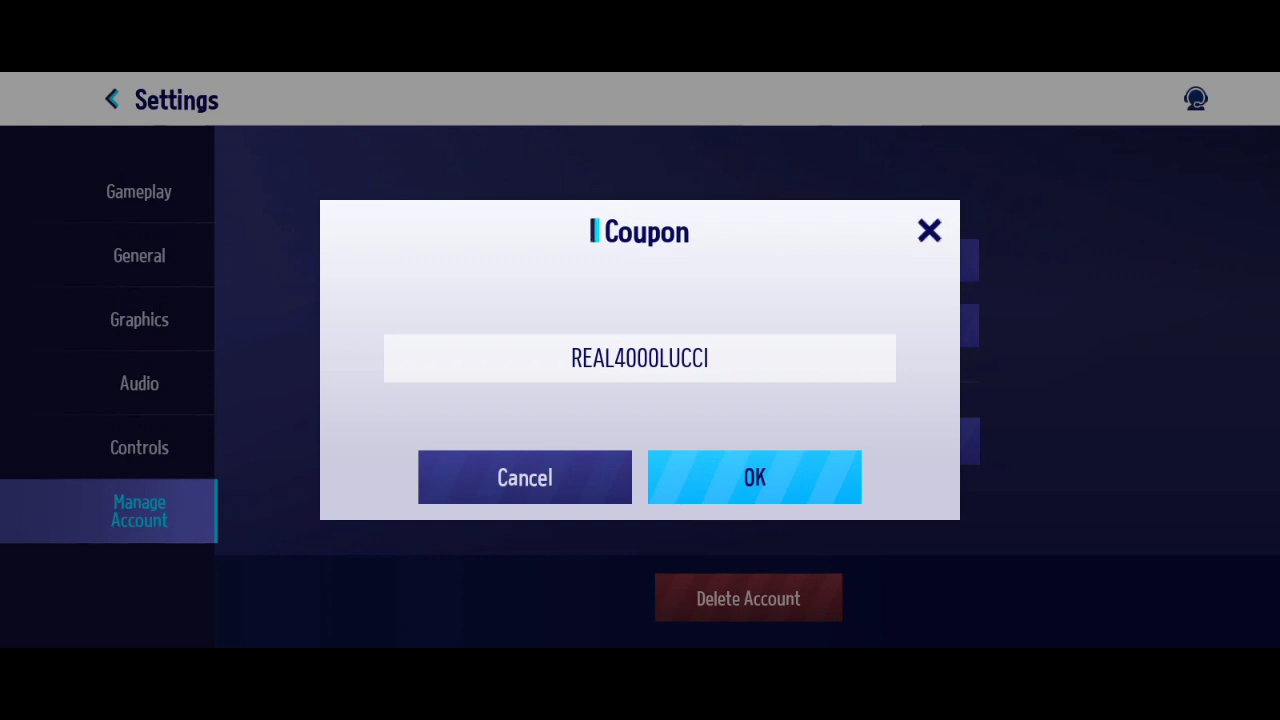 Settings
Gameplay
General
Graphics
Audio
Controls
Manage
Account
Coupon
REAL4000LUCCI
Cancel
OK
Delete Account